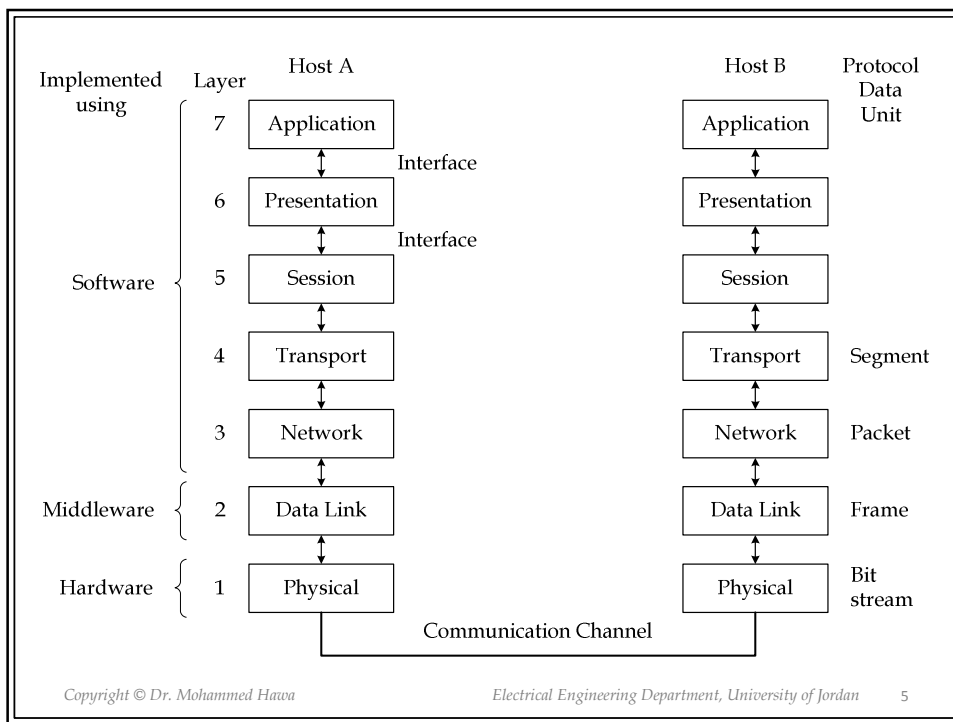 Implemented
using
Layer
Host A
Host B
Protocol
Data
Unit
7
Application
Application
Interface
6
Presentation
Presentation
Interface
Software
5
Session
Session
4
Transport
Transport
Segment
3
Network
Network
Packet
Middleware
2
Data Link
Data Link
Frame
Hardware
1
Physical
Physical
Bit
stream
Communication Channel
Copyright © Dr. Mohammed Hawa
Electrical Engineering Department, University of Jordan
5